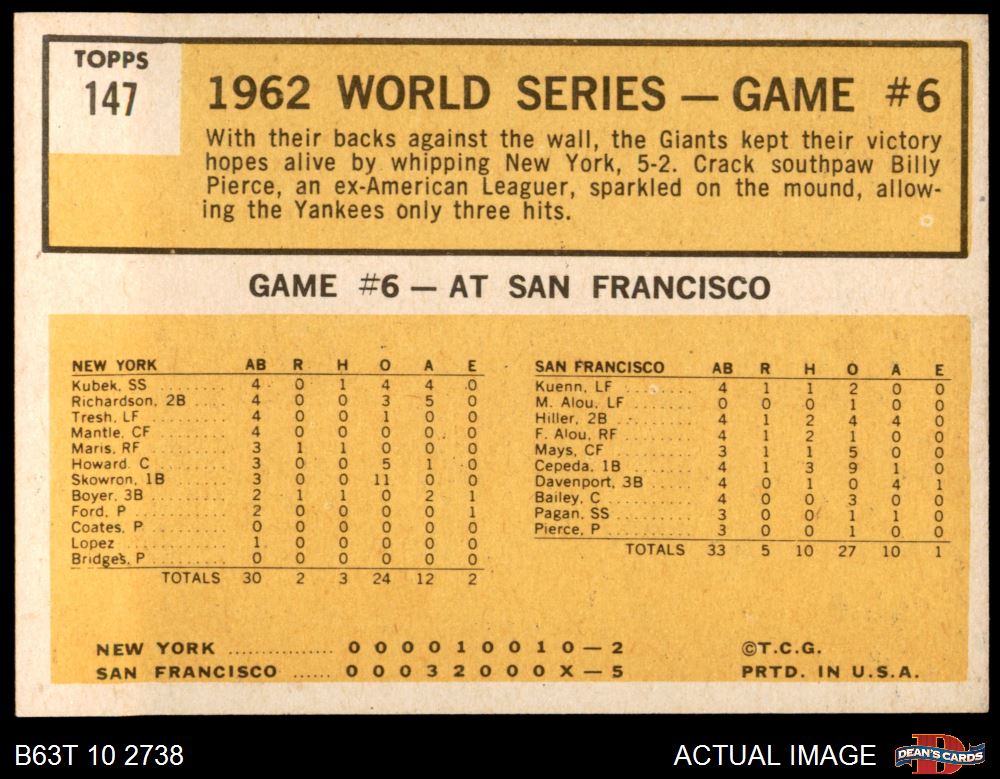 TOPPS
147
1962 WORLD SERIES — GAME #6
With their backs against the wall, the Giants kept their victory
hopes alive by whipping New York, 5-2. Crack southpaw Billy
Pierce, an ex-American Leaguer, sparkled on the mound, allow-
ing the Yankees only three hits.
GAME #6 — AT SAN FRANCISCO
NEW YORK AB R H O A E
Kubek, SS ........ 4 0 1 4 4 0
Richardson, 2B .... 4 0 0 3 5 0
Tresh, LF ........ 4 0 0 1 0 0
Mantle, CF ....... 4 0 0 0 0 0
Maris, RF ........ 3 1 1 0 0 0
Howard, C ........ 3 0 0 5 1 0
Skowron, 1B ...... 3 0 0 11 0 0
Boyer, 3B ........ 2 1 1 0 2 1
Ford, P .......... 2 0 0 0 0 1
Coates, P ........ 0 0 0 0 0 0
Lopez ............ 1 0 0 0 0 0
Bridges, P ....... 0 0 0 0 0 0
TOTALS 30 2 3 24 12 2
SAN FRANCISCO AB R H O A E
Kuenn, LF ........ 4 1 1 2 0 0
M. Alou, LF ...... 0 0 0 1 0 0
Hiller, 2B ....... 4 1 2 4 4 0
F. Alou, RF ...... 4 1 2 1 0 0
Mays, CF ......... 3 1 1 5 0 0
Cepeda, 1B ....... 4 1 3 9 1 0
Davenport, 3B .... 4 0 1 0 4 1
Bailey, C ........ 4 0 0 3 0 0
Pagan, SS ........ 3 0 0 1 1 0
Pierce, P ........ 3 0 0 1 0 0
TOTALS 33 5 10 27 10 1
NEW YORK ................ 0 0 0 0 1 0 0 1 0 — 2
SAN FRANCISCO ...... 0 0 0 3 2 0 0 0 X — 5
©T.C.G.
PRTD. IN U.S.A.
B63T 10 2738
ACTUAL IMAGE
DEAN'S CARDS